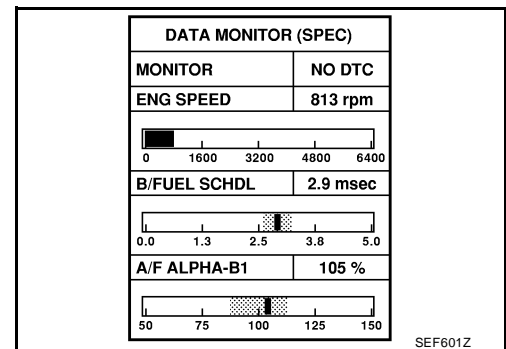 DATA MONITOR (SPEC)
MONITOR NO DTC
ENG SPEED 813 rpm
0 1600 3200 4800 6400
B/FUEL SCHDL 2.9 msec
0.0 1.3 2.5 3.8 5.0
A/F ALPHA-B1 105 %
50 75 100 125 150
SEF601Z